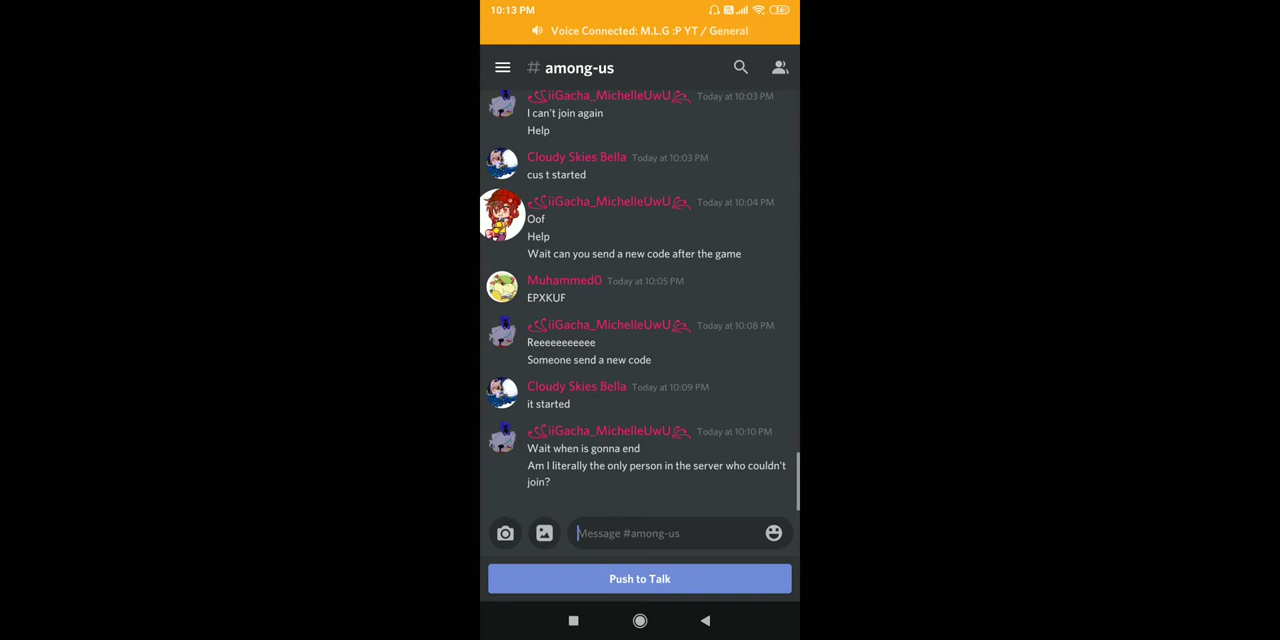 10:13 PM
36
Voice Connected: M.L.G :P YT / General
# among-us
iiGacha_MichelleUwU Today at 10:03 PM
I can't join again
Help
Cloudy Skies Bella Today at 10:03 PM
cus t started
iiGacha_MichelleUwU Today at 10:04 PM
Oof
Help
Wait can you send a new code after the game
Muhammed0 Today at 10:05 PM
EPXKUF
iiGacha_MichelleUwU Today at 10:08 PM
Reeeeeeeeeee
Someone send a new code
Cloudy Skies Bella Today at 10:09 PM
it started
iiGacha_MichelleUwU Today at 10:10 PM
Wait when is gonna end
Am I literally the only person in the server who couldn't
join?
Message #among-us
Push to Talk